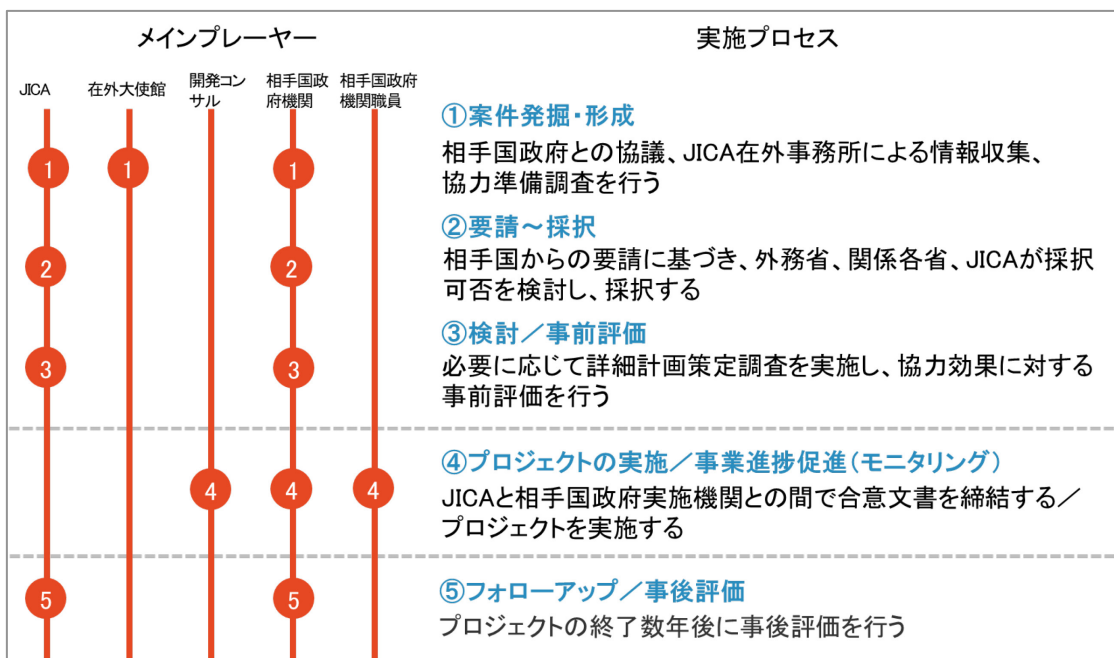 メインプレーヤー
実施プロセス
JICA
在外大使館
開発コン
サル
相手国政
府機関
相手国政府
機関職員
①案件発掘・形成
相手国政府との協議、JICA在外事務所による情報収集、
協力準備調査を行う
1
1
1
②要請～採択
相手国からの要請に基づき、外務省、関係各省、JICAが採択
可否を検討し、採択する
2
2
③検討／事前評価
必要に応じて詳細計画策定調査を実施し、協力効果に対する
事前評価を行う
3
3
④プロジェクトの実施／事業進捗促進（モニタリング）
JICAと相手国政府実施機関との間で合意文書を締結する／
プロジェクトを実施する
4
4
4
⑤フォローアップ／事後評価
プロジェクトの終了数年後に事後評価を行う
5
5